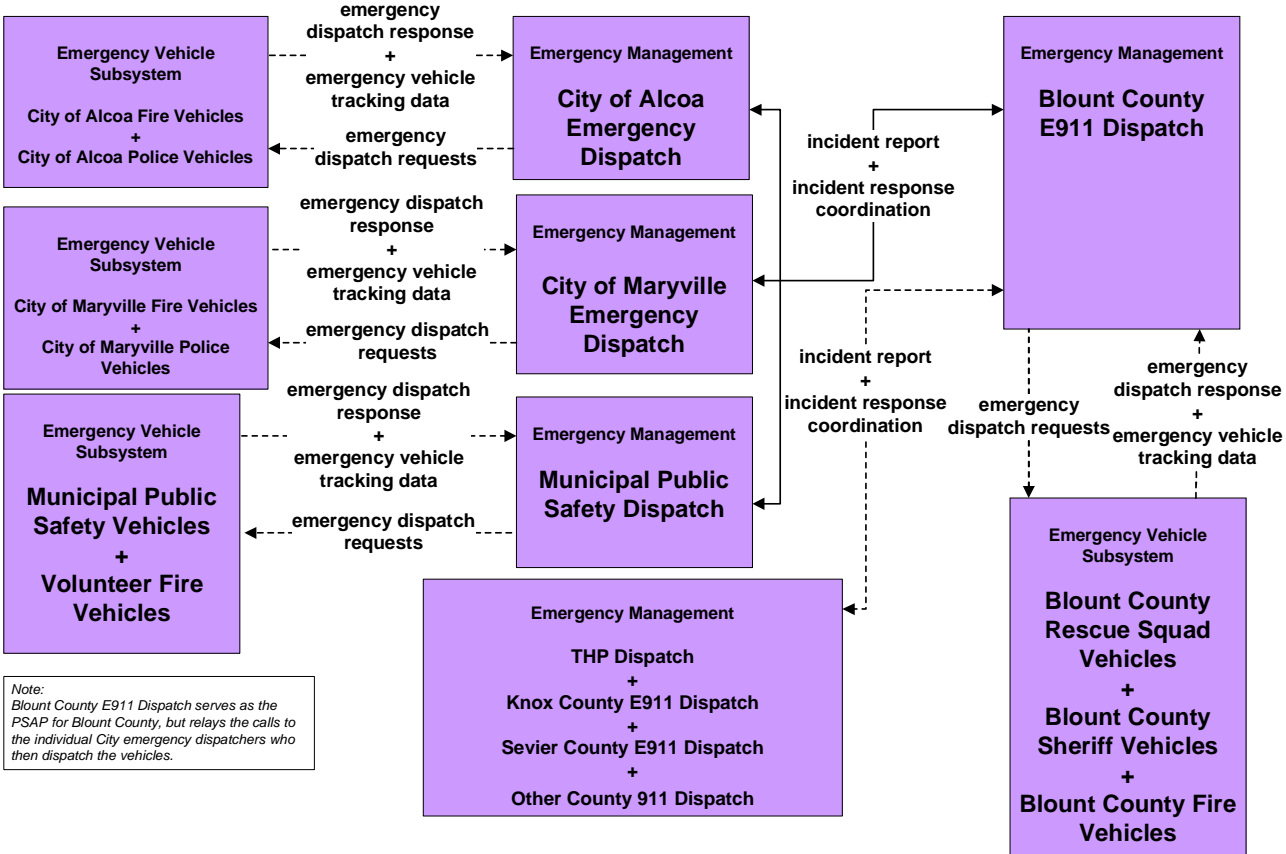 Emergency Vehicle
Subsystem
City of Alcoa Fire Vehicles
+
City of Alcoa Police Vehicles
emergency
dispatch response
+
emergency vehicle
tracking data
emergency
dispatch requests
Emergency Management
City of Alcoa
Emergency
Dispatch
Emergency Management
Blount County
E911 Dispatch
incident report
+
incident response
coordination
Emergency Vehicle
Subsystem
City of Maryville Fire Vehicles
+
City of Maryville Police
Vehicles
emergency dispatch
response
+
emergency vehicle
tracking data
emergency dispatch
requests
Emergency Management
City of Maryville
Emergency
Dispatch
incident report
+
incident response
coordination
emergency
dispatch requests
emergency
dispatch response
+
emergency vehicle
tracking data
Emergency Vehicle
Subsystem
Municipal Public
Safety Vehicles
+
Volunteer Fire
Vehicles
emergency dispatch
response
+
emergency vehicle
tracking data
emergency dispatch
requests
Emergency Management
Municipal Public
Safety Dispatch
Emergency Management
THP Dispatch
+
Knox County E911 Dispatch
+
Sevier County E911 Dispatch
+
Other County 911 Dispatch
Emergency Vehicle
Subsystem
Blount County
Rescue Squad
Vehicles
+
Blount County
Sheriff Vehicles
+
Blount County Fire
Vehicles
Note:
Blount County E911 Dispatch serves as the
PSAP for Blount County, but relays the calls to
the individual City emergency dispatchers who
then dispatch the vehicles.